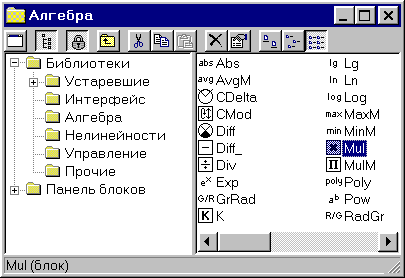 Алгебра
Библиотеки
Устаревшие
Интерфейс
Алгебра
Нелинейности
Управление
Прочие
Панель блоков
abs Abs
avg AvgM
CDelta
CMod
Diff
Diff_
Div
eˣ Exp
G/R GrRad
K K
lg Lg
ln Ln
log Log
max MaxM
min MinM
Mul
Π MulM
poly Poly
aᵇ Pow
R/G RadGr
Mul (блок)